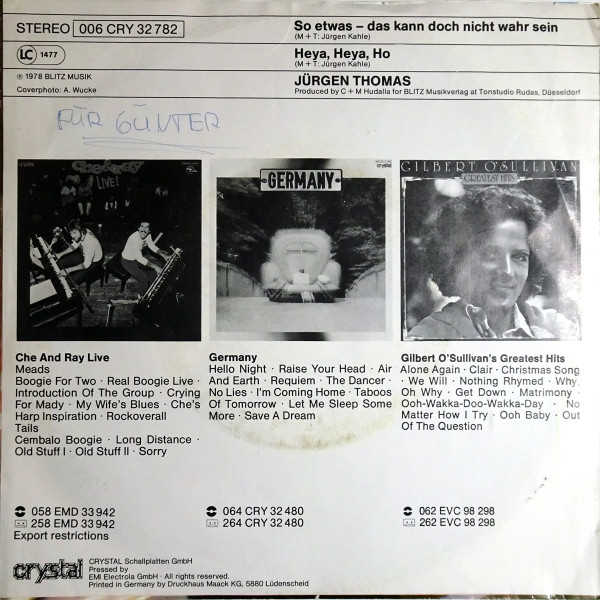 STEREO 006 CRY 32 782
So etwas – das kann doch nicht wahr sein
(M + T: Jürgen Kahle)
LC 1477
Heya, Heya, Ho
(M + T: Jürgen Kahle)
℗ 1978 BLITZ MUSIK
Coverphoto: A. Wucke
JÜRGEN THOMAS
Produced by C + M Hudalla for BLITZ Musikverlag at Tonstudio Rudas, Düsseldorf
FÜR GÜNTER
Che & Ray
LIVE!
crystal
GERMANY
GILBERT O'SULLIVAN
GREATEST HITS
Che And Ray Live
Meads
Boogie For Two · Real Boogie Live ·
Introduction Of The Group · Crying
For Mady · My Wife's Blues · Che's
Harp Inspiration · Rockoverall
Tails
Cembalo Boogie · Long Distance ·
Old Stuff I · Old Stuff II · Sorry
Germany
Hello Night · Raise Your Head · Air
And Earth · Requiem · The Dancer ·
No Lies · I'm Coming Home · Taboos
Of Tomorrow · Let Me Sleep Some
More · Save A Dream
Gilbert O'Sullivan's Greatest Hits
Alone Again · Clair · Christmas Song
· We Will · Nothing Rhymed · Why,
Oh Why · Get Down · Matrimony ·
Ooh-Wakka-Doo-Wakka-Day · No
Matter How I Try · Ooh Baby · Out
Of The Question
058 EMD 33 942
258 EMD 33 942
Export restrictions
064 CRY 32 480
264 CRY 32 480
062 EVC 98 298
262 EVC 98 298
crystal
CRYSTAL Schallplatten GmbH
Pressed by
EMI Electrola GmbH · All rights reserved.
Printed in Germany by Druckhaus Maack KG, 5880 Lüdenscheid